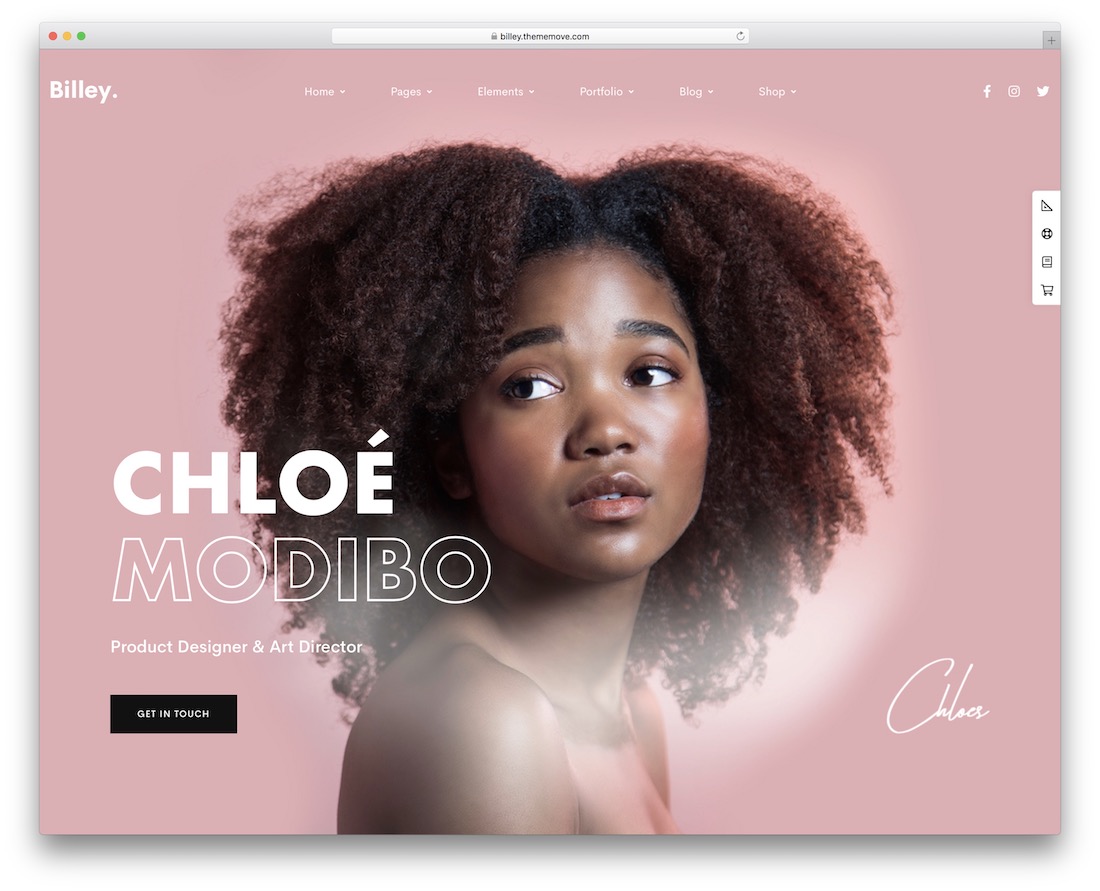 billey.thememove.com
Billey.
Home Pages Elements Portfolio Blog Shop
CHLOÉ
MODIBO
Product Designer & Art Director
GET IN TOUCH
Chloes